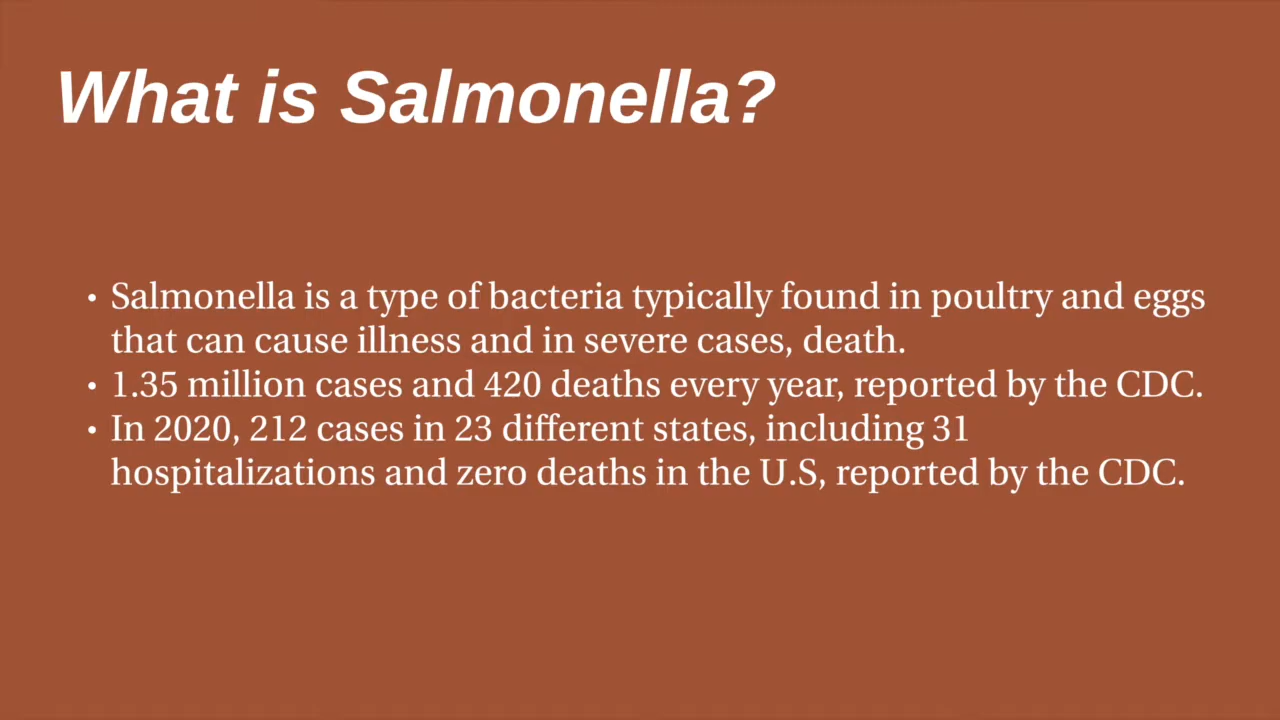 What is Salmonella?
• Salmonella is a type of bacteria typically found in poultry and eggs
that can cause illness and in severe cases, death.
• 1.35 million cases and 420 deaths every year, reported by the CDC.
• In 2020, 212 cases in 23 different states, including 31
hospitalizations and zero deaths in the U.S, reported by the CDC.